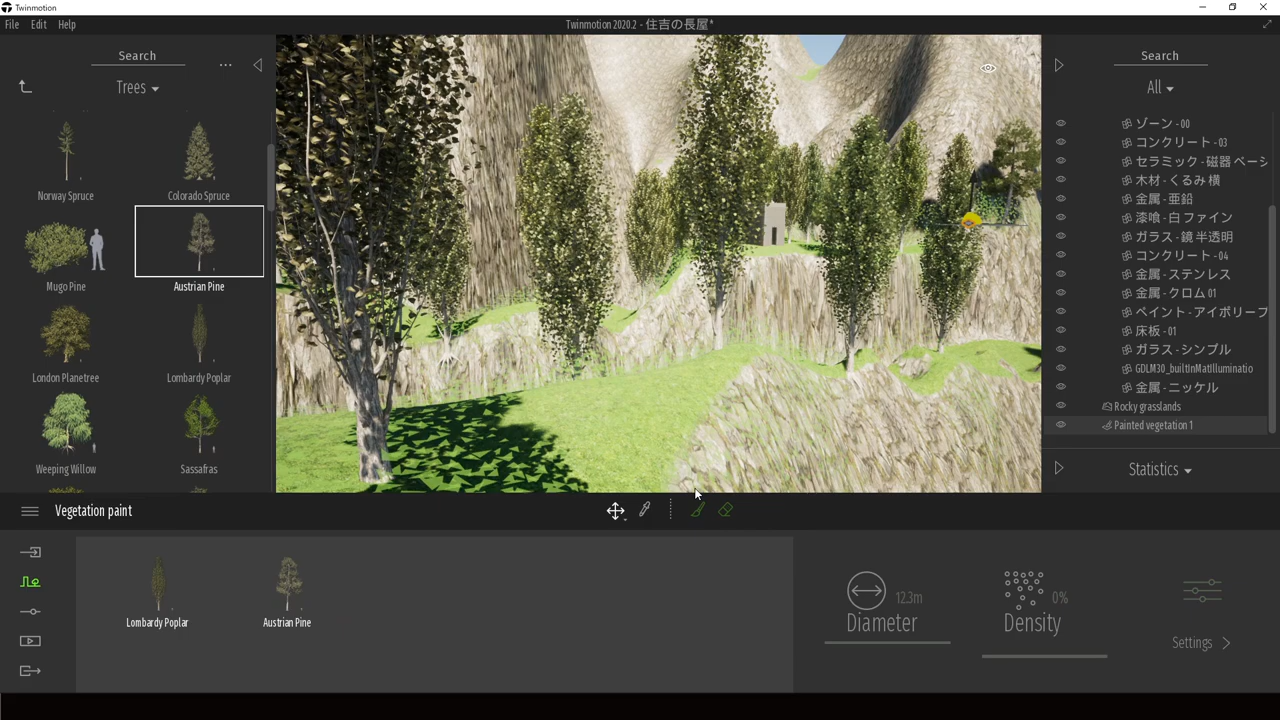 Twinmotion
File Edit Help
Twinmotion 2020.2 - 住吉の長屋*
Search
...
Trees
Norway Spruce
Colorado Spruce
Mugo Pine
Austrian Pine
London Planetree
Lombardy Poplar
Weeping Willow
Sassafras
Search
All
ゾーン - 00
コンクリート - 03
セラミック - 磁器 ベーシ
木材 - くるみ 横
金属 - 亜鉛
漆喰 - 白 ファイン
ガラス - 鏡 半透明
コンクリート - 04
金属 - ステンレス
金属 - クロム 01
ペイント - アイボリーブ
床板 - 01
ガラス - シンプル
GDLM30_builtInMatIlluminatio
金属 - ニッケル
Rocky grasslands
Painted vegetation 1
Statistics
Vegetation paint
Lombardy Poplar
Austrian Pine
12.3m
Diameter
0%
Density
Settings